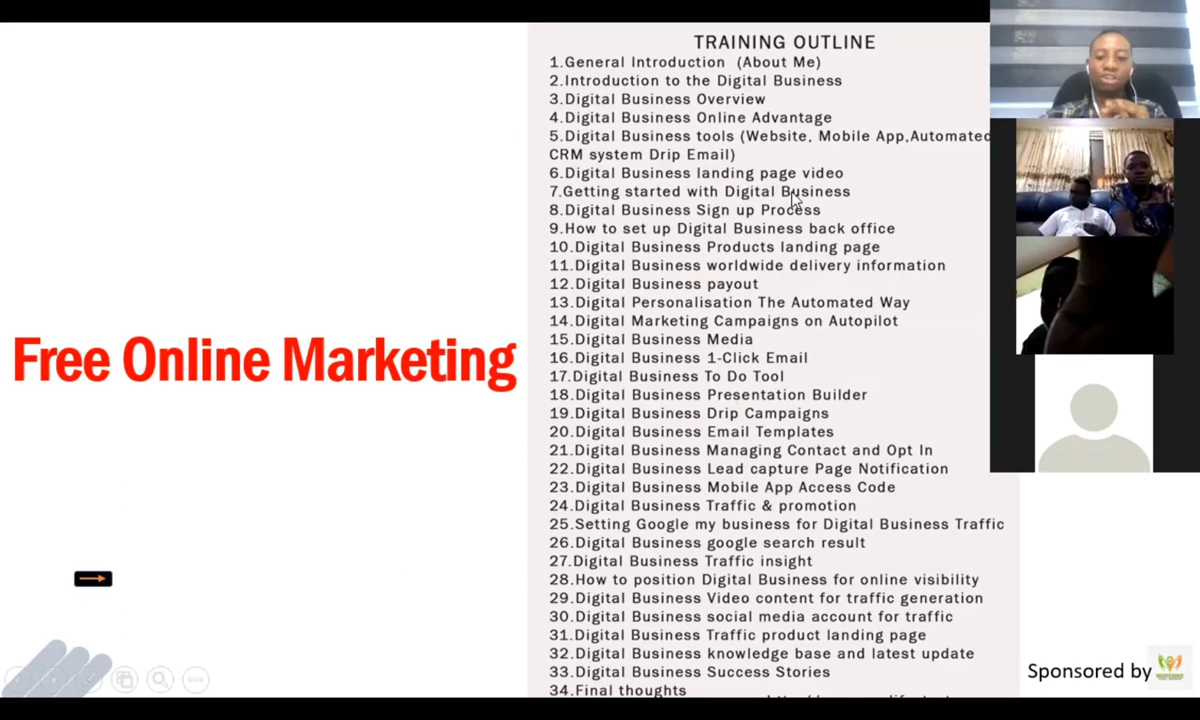 Free Online Marketing
TRAINING OUTLINE
1.General Introduction (About Me)
2.Introduction to the Digital Business
3.Digital Business Overview
4.Digital Business Online Advantage
5.Digital Business tools (Website, Mobile App,Automated
CRM system Drip Email)
6.Digital Business landing page video
7.Getting started with Digital Business
8.Digital Business Sign up Process
9.How to set up Digital Business back office
10.Digital Business Products landing page
11.Digital Business worldwide delivery information
12.Digital Business payout
13.Digital Personalisation The Automated Way
14.Digital Marketing Campaigns on Autopilot
15.Digital Business Media
16.Digital Business 1-Click Email
17.Digital Business To Do Tool
18.Digital Business Presentation Builder
19.Digital Business Drip Campaigns
20.Digital Business Email Templates
21.Digital Business Managing Contact and Opt In
22.Digital Business Lead capture Page Notification
23.Digital Business Mobile App Access Code
24.Digital Business Traffic & promotion
25.Setting Google my business for Digital Business Traffic
26.Digital Business google search result
27.Digital Business Traffic insight
28.How to position Digital Business for online visibility
29.Digital Business Video content for traffic generation
30.Digital Business social media account for traffic
31.Digital Business Traffic product landing page
32.Digital Business knowledge base and latest update
33.Digital Business Success Stories
34.Final thoughts
Sponsored by